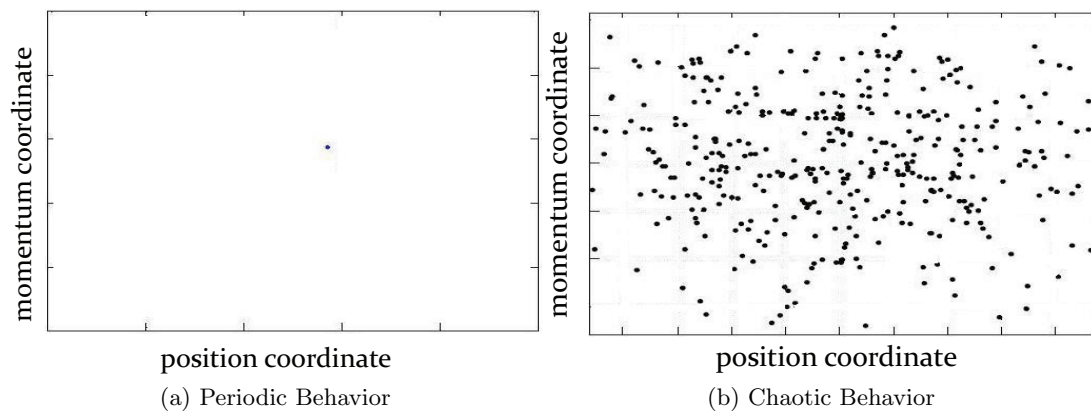 momentum coordinate
position coordinate
(a) Periodic Behavior
momentum coordinate
position coordinate
(b) Chaotic Behavior